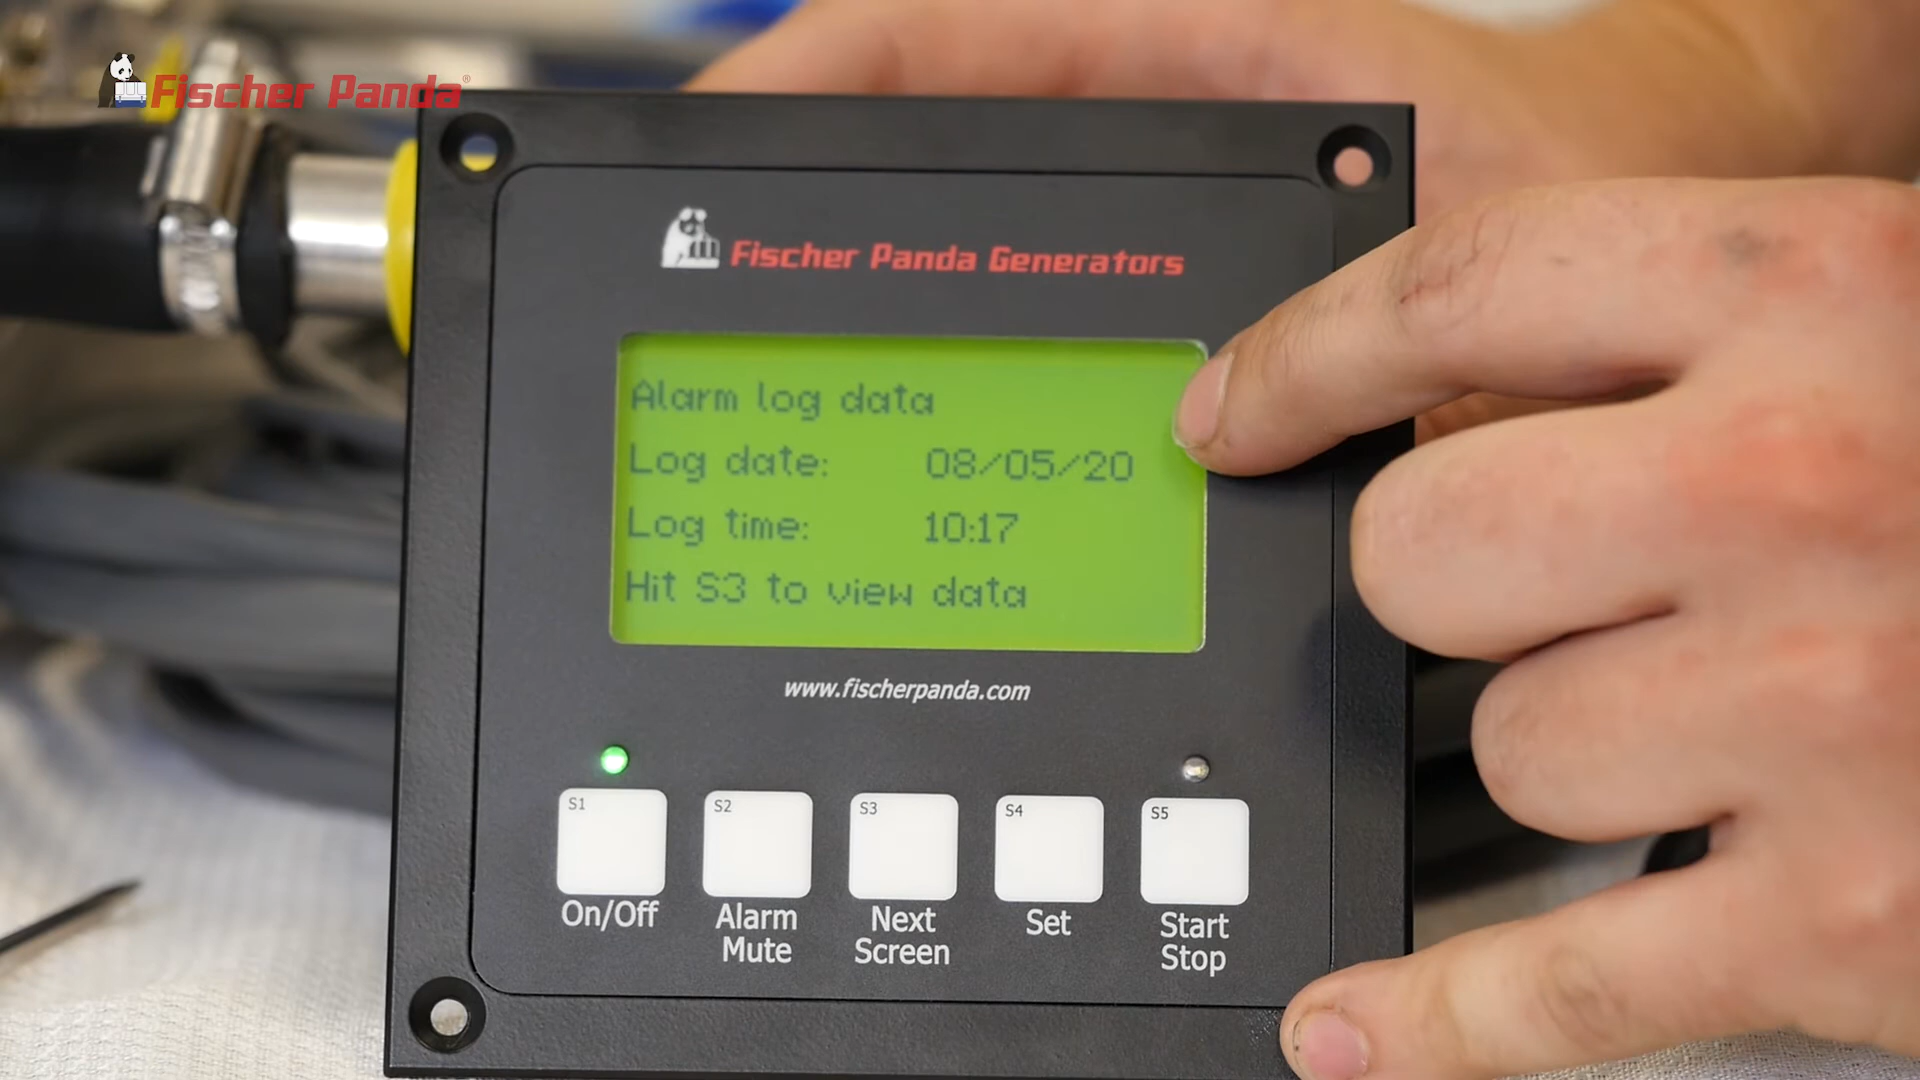 Fischer Panda®
Fischer Panda Generators
Alarm log data
Log date: 08/05/20
Log time: 10:17
Hit S3 to view data
www.fischerpanda.com
S1
S2
S3
S4
S5
On/Off
Alarm
Mute
Next
Screen
Set
Start
Stop